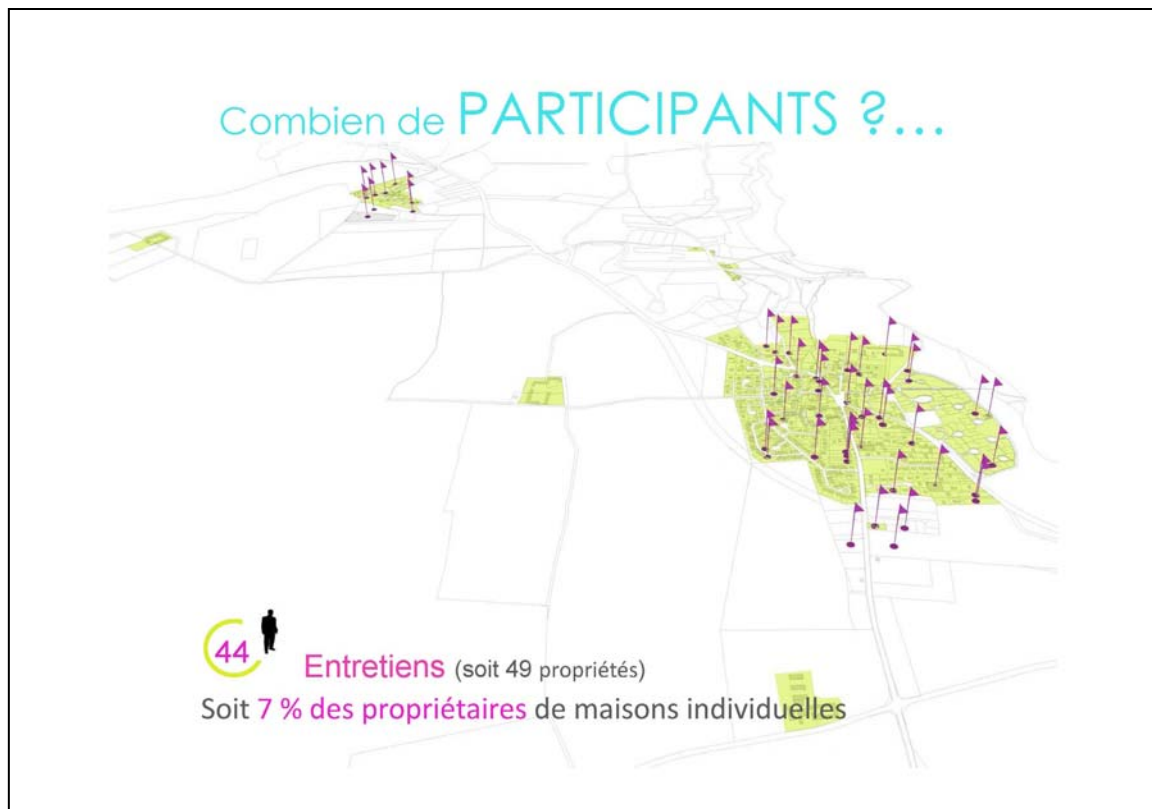 Combien de PARTICIPANTS ?...
44
Entretiens (soit 49 propriétés)
Soit 7 % des propriétaires de maisons individuelles